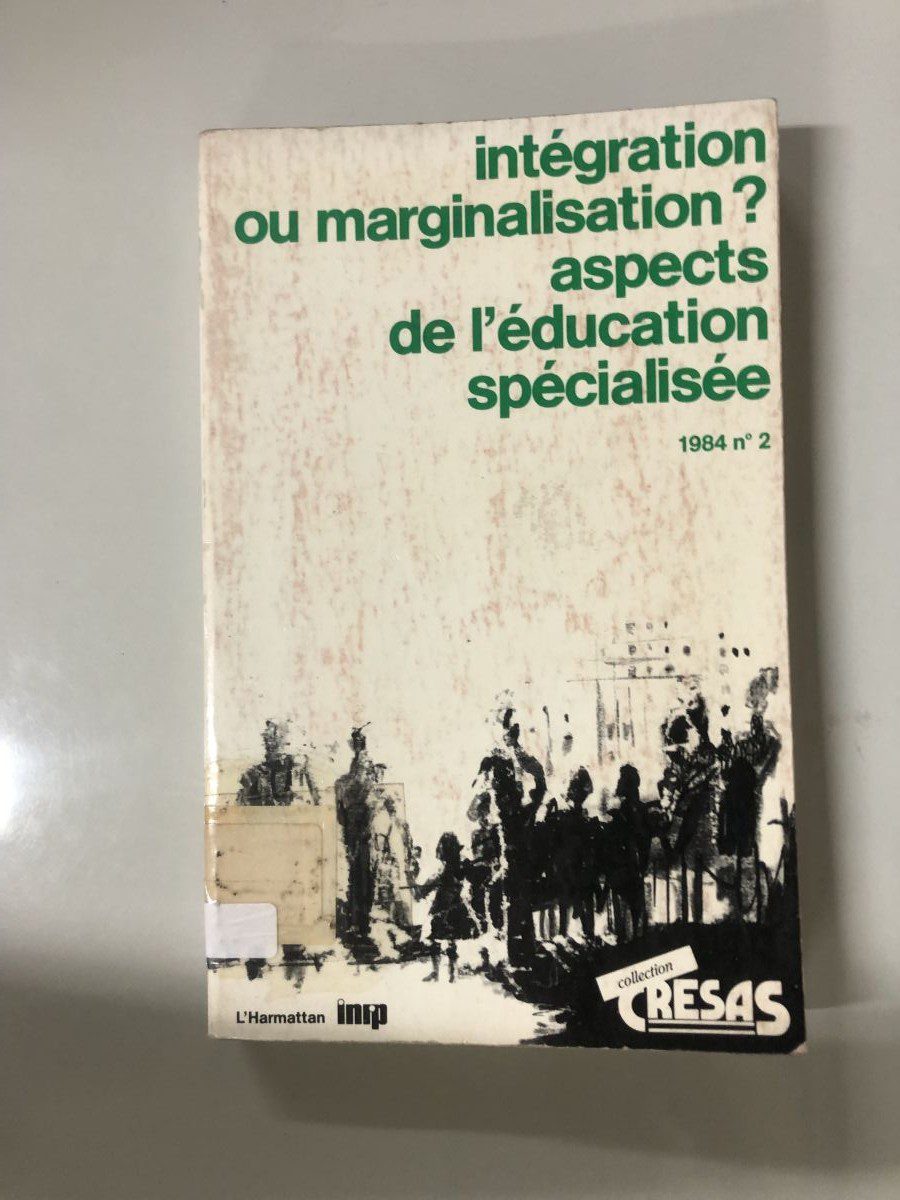 intégration
ou marginalisation ?
aspects
de l'éducation
spécialisée
1984 n° 2
collection
CRESAS
L'Harmattan inrp